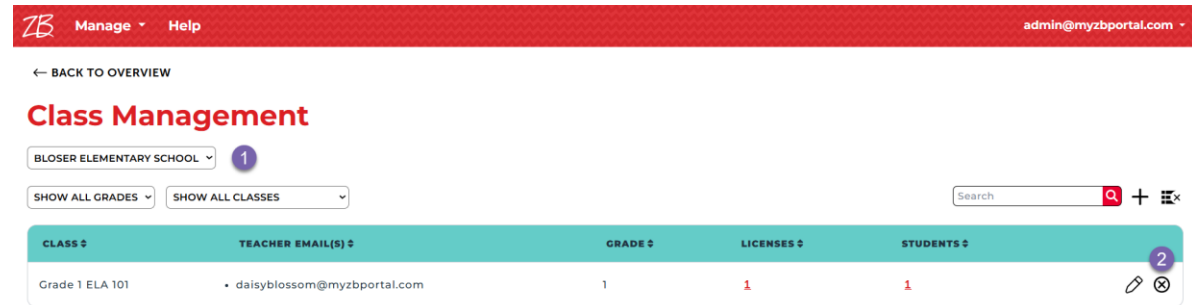 ZB Manage Help admin@myzbportal.com
← BACK TO OVERVIEW
Class Management
BLOSER ELEMENTARY SCHOOL 1
SHOW ALL GRADES SHOW ALL CLASSES Search
CLASS TEACHER EMAIL(S) GRADE LICENSES STUDENTS 2
Grade 1 ELA 101 • daisyblossom@myzbportal.com 1 1 1